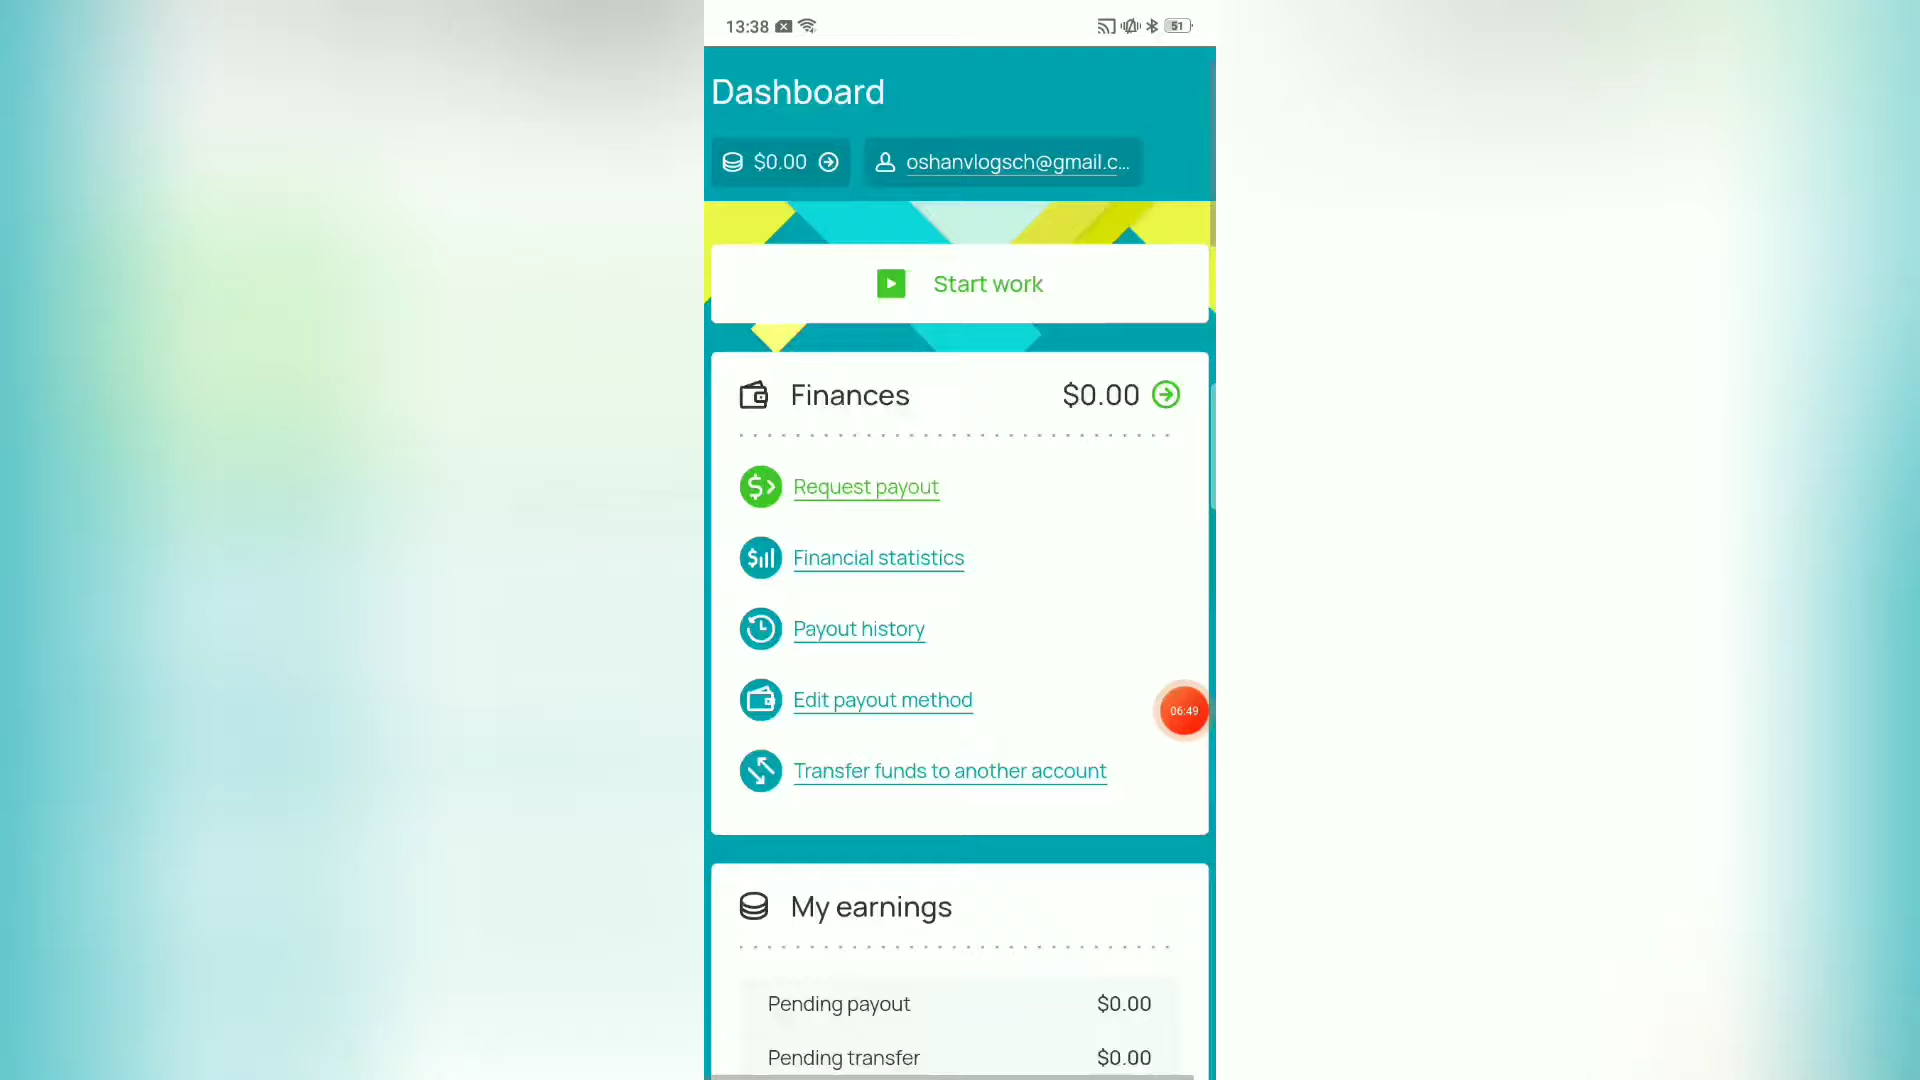 13:38
51
Dashboard
$0.00
oshanvlogsch@gmail.c...
Start work
Finances $0.00
Request payout
Financial statistics
Payout history
Edit payout method
06:49
Transfer funds to another account
My earnings
Pending payout $0.00
Pending transfer $0.00